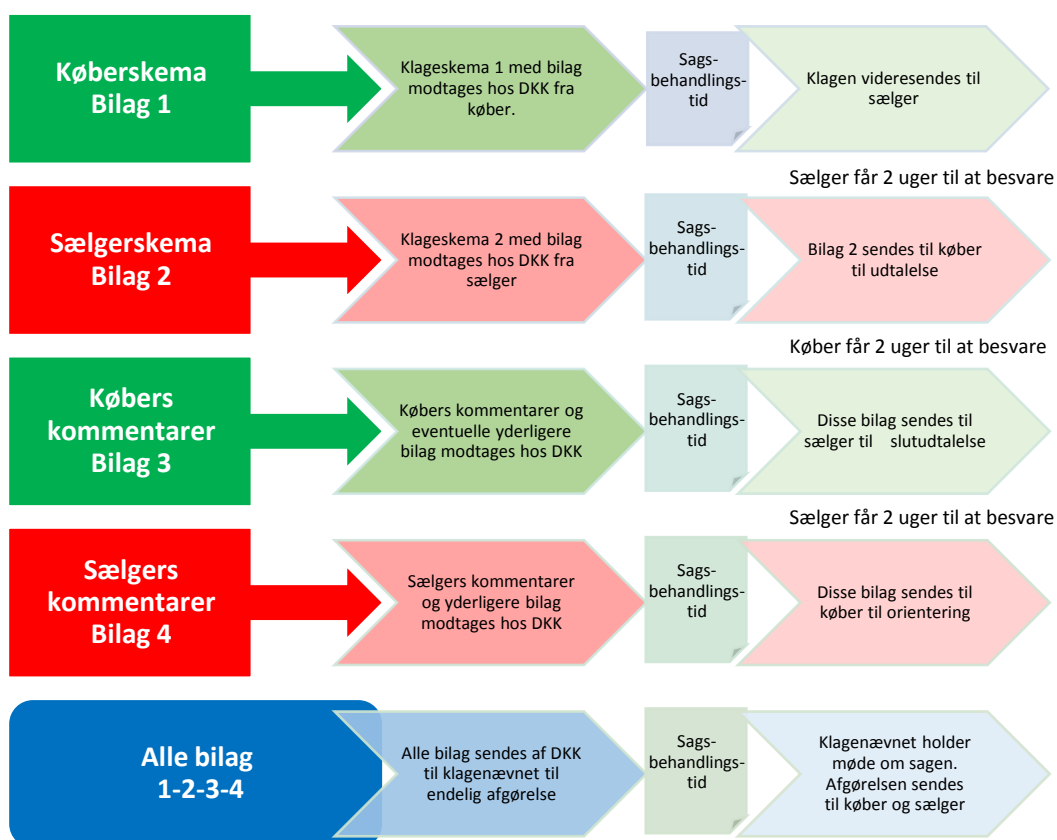 Køberskema
Bilag 1
Klageskema 1 med bilag
modtages hos DKK fra
køber.
Sags-
behandlings-
tid
Klagen videresendes til
sælger
Sælger får 2 uger til at besvare
Sælgerskema
Bilag 2
Klageskema 2 med bilag
modtages hos DKK fra
sælger
Sags-
behandlings-
tid
Bilag 2 sendes til køber
til udtalelse
Køber får 2 uger til at besvare
Købers
kommentarer
Bilag 3
Købers kommentarer og
eventuelle yderligere
bilag modtages hos DKK
Sags-
behandlings-
tid
Disse bilag sendes til
sælger til slutudtalelse
Sælger får 2 uger til at besvare
Sælgers
kommentarer
Bilag 4
Sælgers kommentarer
og yderligere bilag
modtages hos DKK
Sags-
behandlings-
tid
Disse bilag sendes til
køber til orientering
Alle bilag
1-2-3-4
Alle bilag sendes af DKK
til klagenævnet til
endelig afgørelse
Sags-
behandlings-
tid
Klagenævnet holder
møde om sagen.
Afgørelsen sendes
til køber og sælger